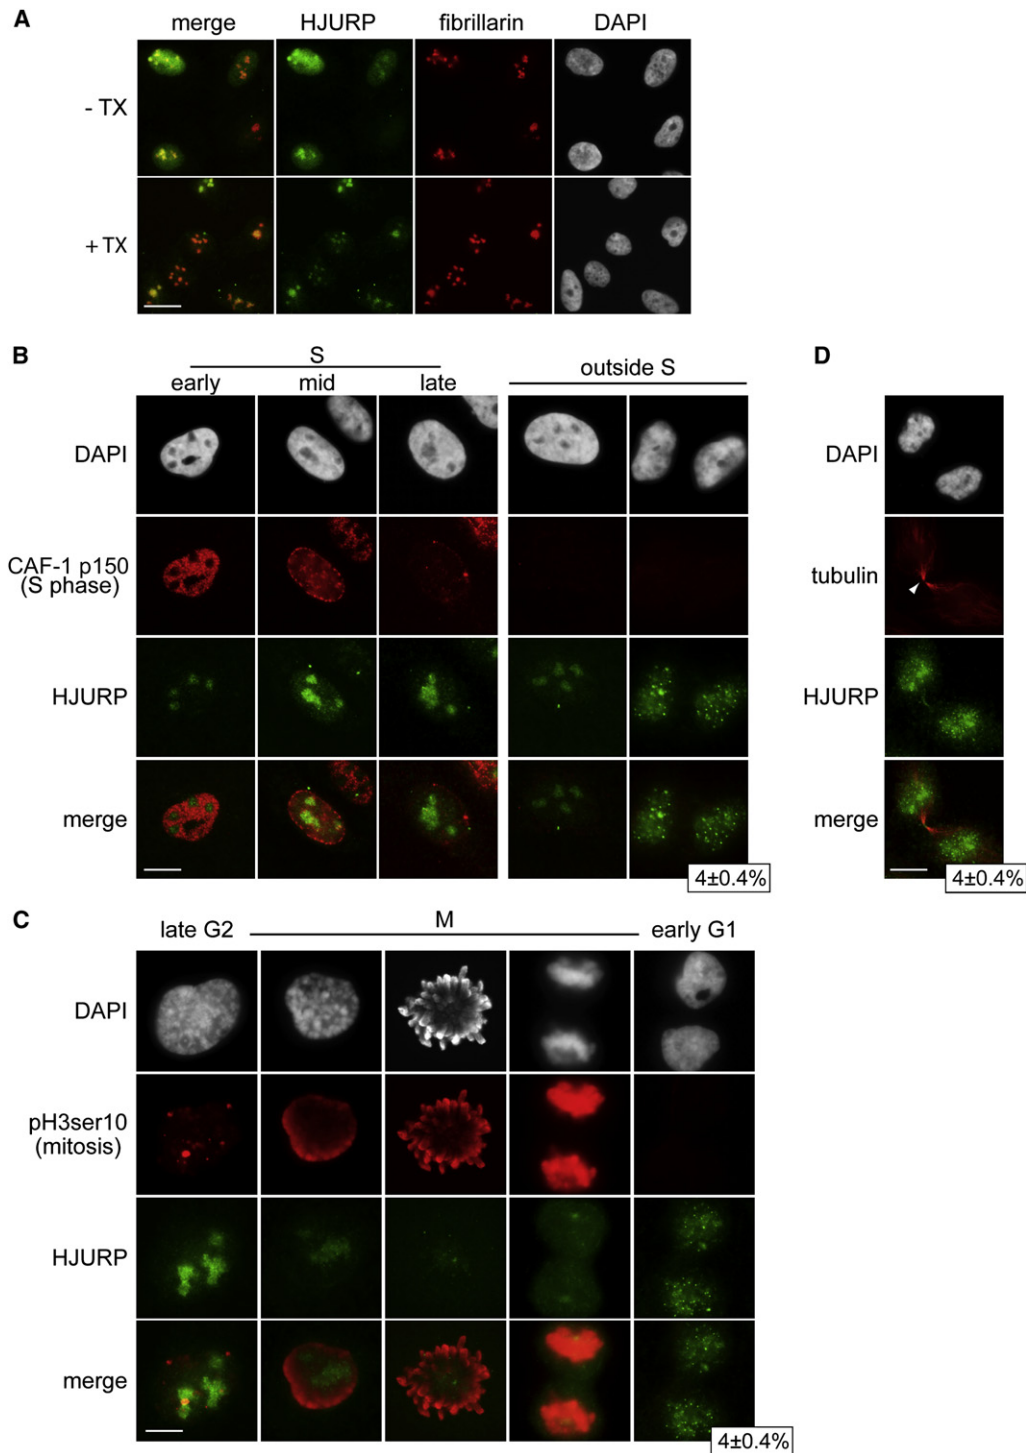 A
merge HJURP fibrillarin DAPI
- TX
+ TX
B
S
early mid late
outside S
DAPI
CAF-1 p150
(S phase)
HJURP
merge
4±0.4%
D
DAPI
tubulin
HJURP
merge
4±0.4%
C
late G2 M early G1
DAPI
pH3ser10
(mitosis)
HJURP
merge
4±0.4%